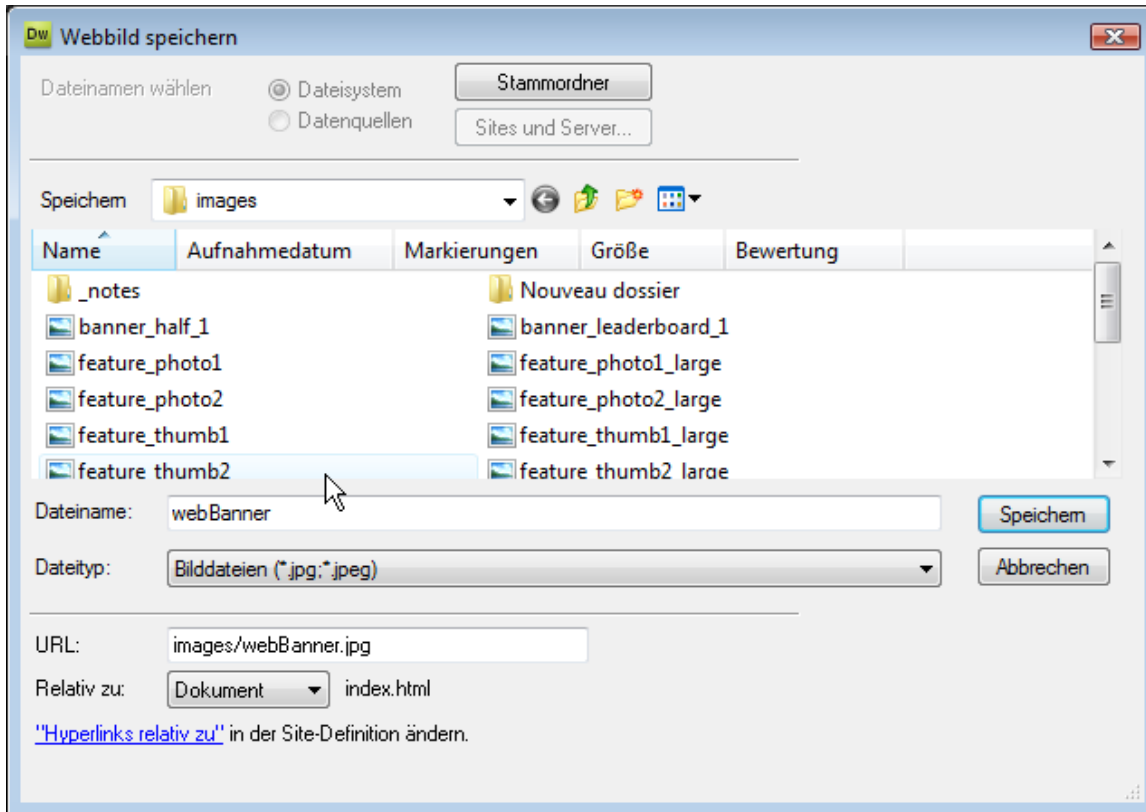 Dw Webbild speichern
Dateinamen wählen
Dateisystem
Stammordner
Datenquellen
Sites und Server...
Speichern images
Name Aufnahmedatum Markierungen Größe Bewertung
_notes Nouveau dossier
banner_half_1 banner_leaderboard_1
feature_photo1 feature_photo1_large
feature_photo2 feature_photo2_large
feature_thumb1 feature_thumb1_large
feature_thumb2 feature_thumb2_large
Dateiname: webBanner Speichern
Dateityp: Bilddateien (*.jpg;*.jpeg) Abbrechen
URL: images/webBanner.jpg
Relativ zu: Dokument index.html
"Hyperlinks relativ zu" in der Site-Definition ändern.